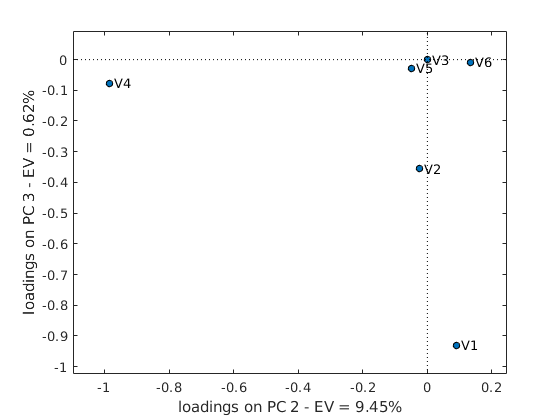 0
-0.1
-0.2
-0.3
-0.4
-0.5
-0.6
-0.7
-0.8
-0.9
-1
loadings on PC 3 - EV = 0.62%
V3
V6
V5
V4
V2
V1
-1
-0.8
-0.6
-0.4
-0.2
0
0.2
loadings on PC 2 - EV = 9.45%